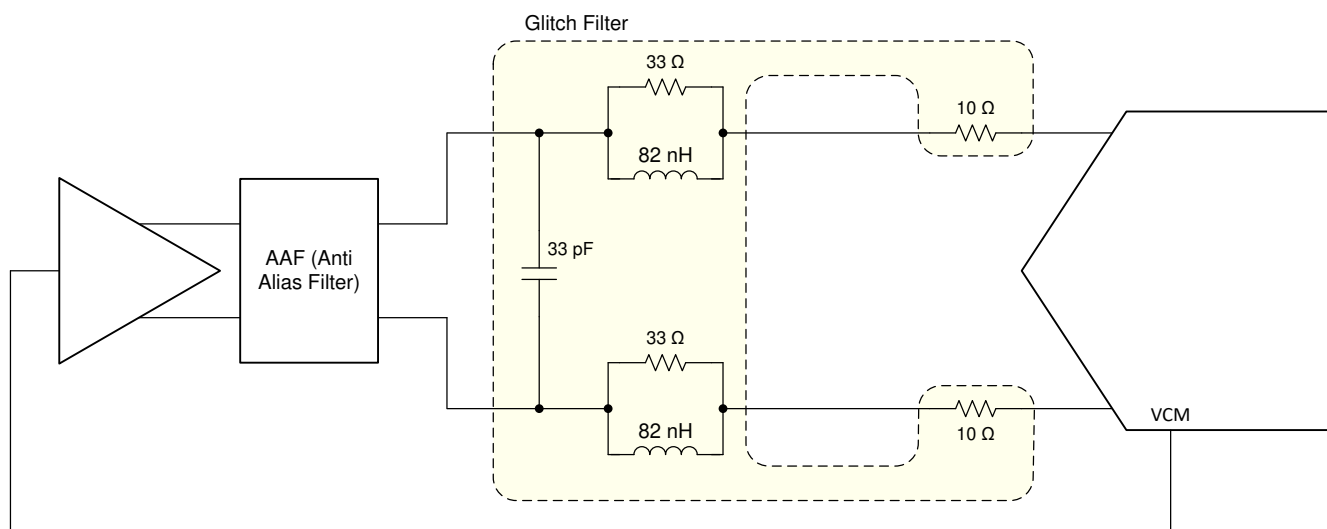 Glitch Filter
33 Ω
10 Ω
82 nH
AAF (Anti
Alias Filter)
33 pF
33 Ω
82 nH
10 Ω
VCM